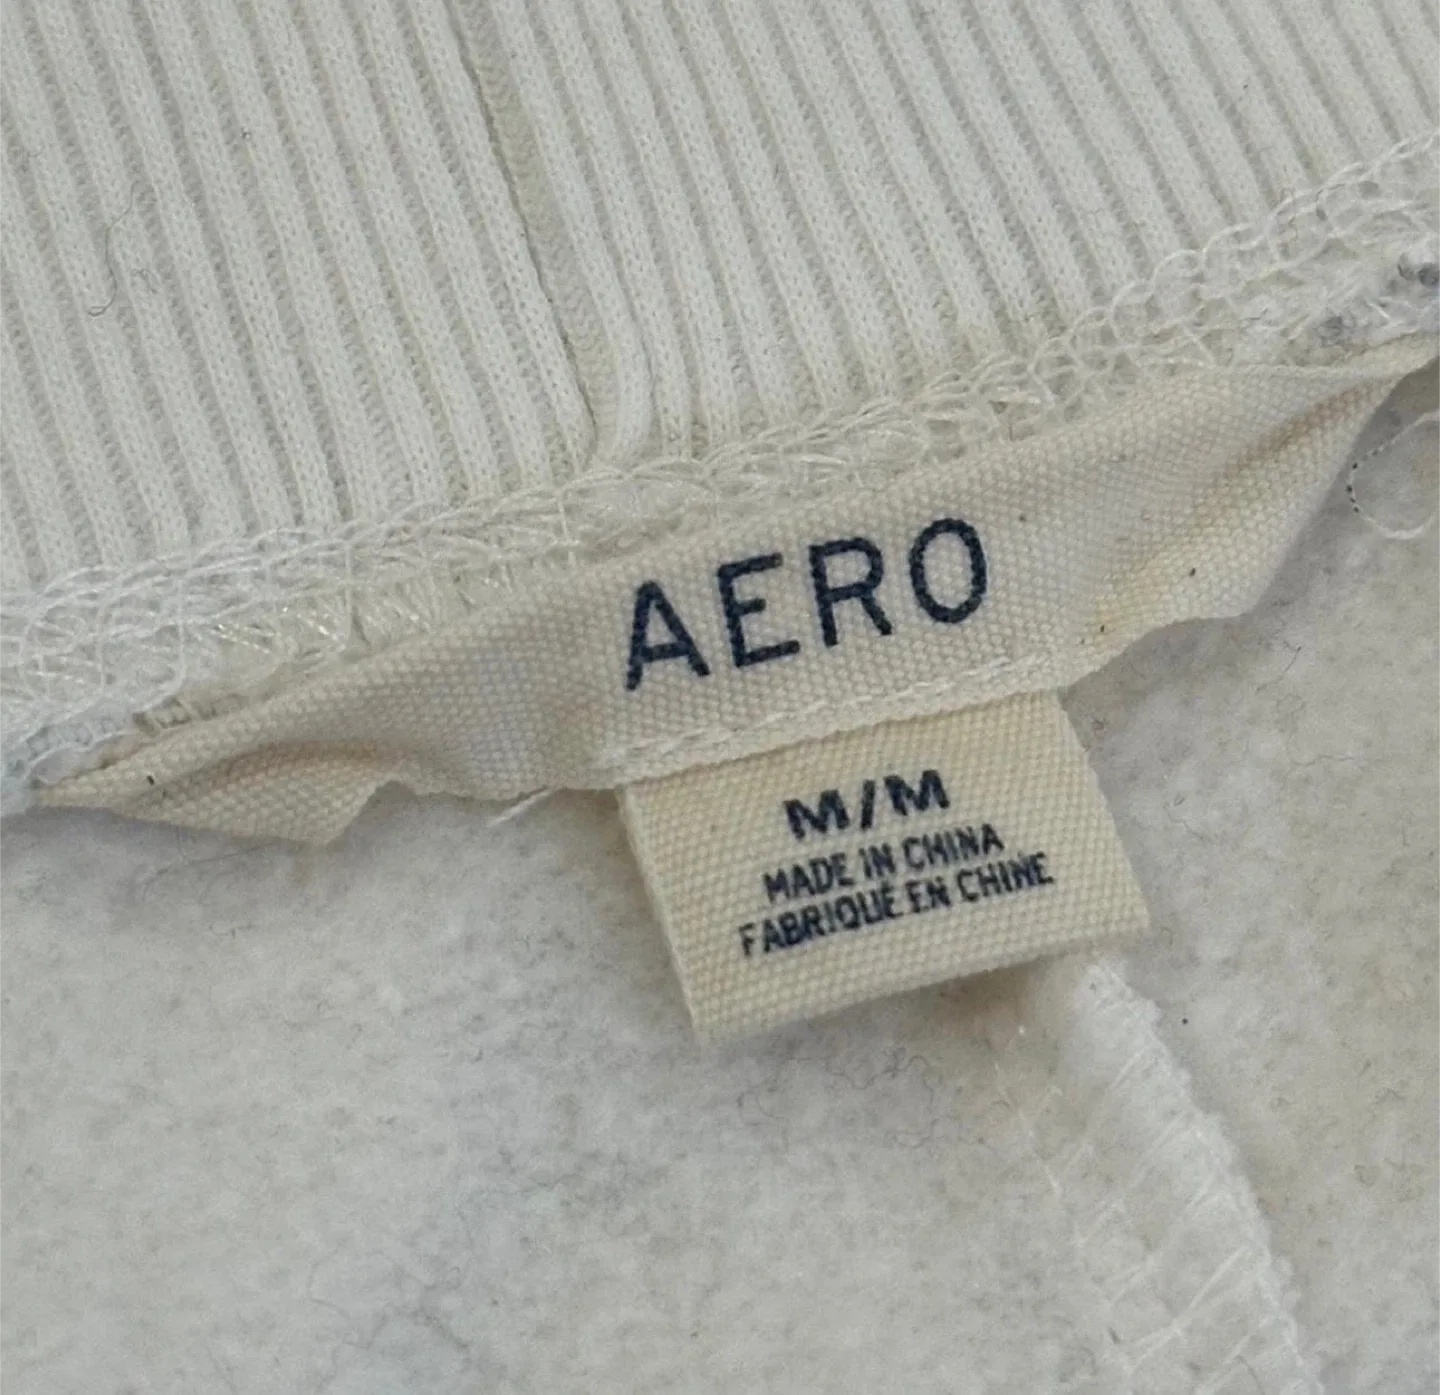 AERO
M/M
MADE IN CHINA
FABRIQUÉ EN CHINE